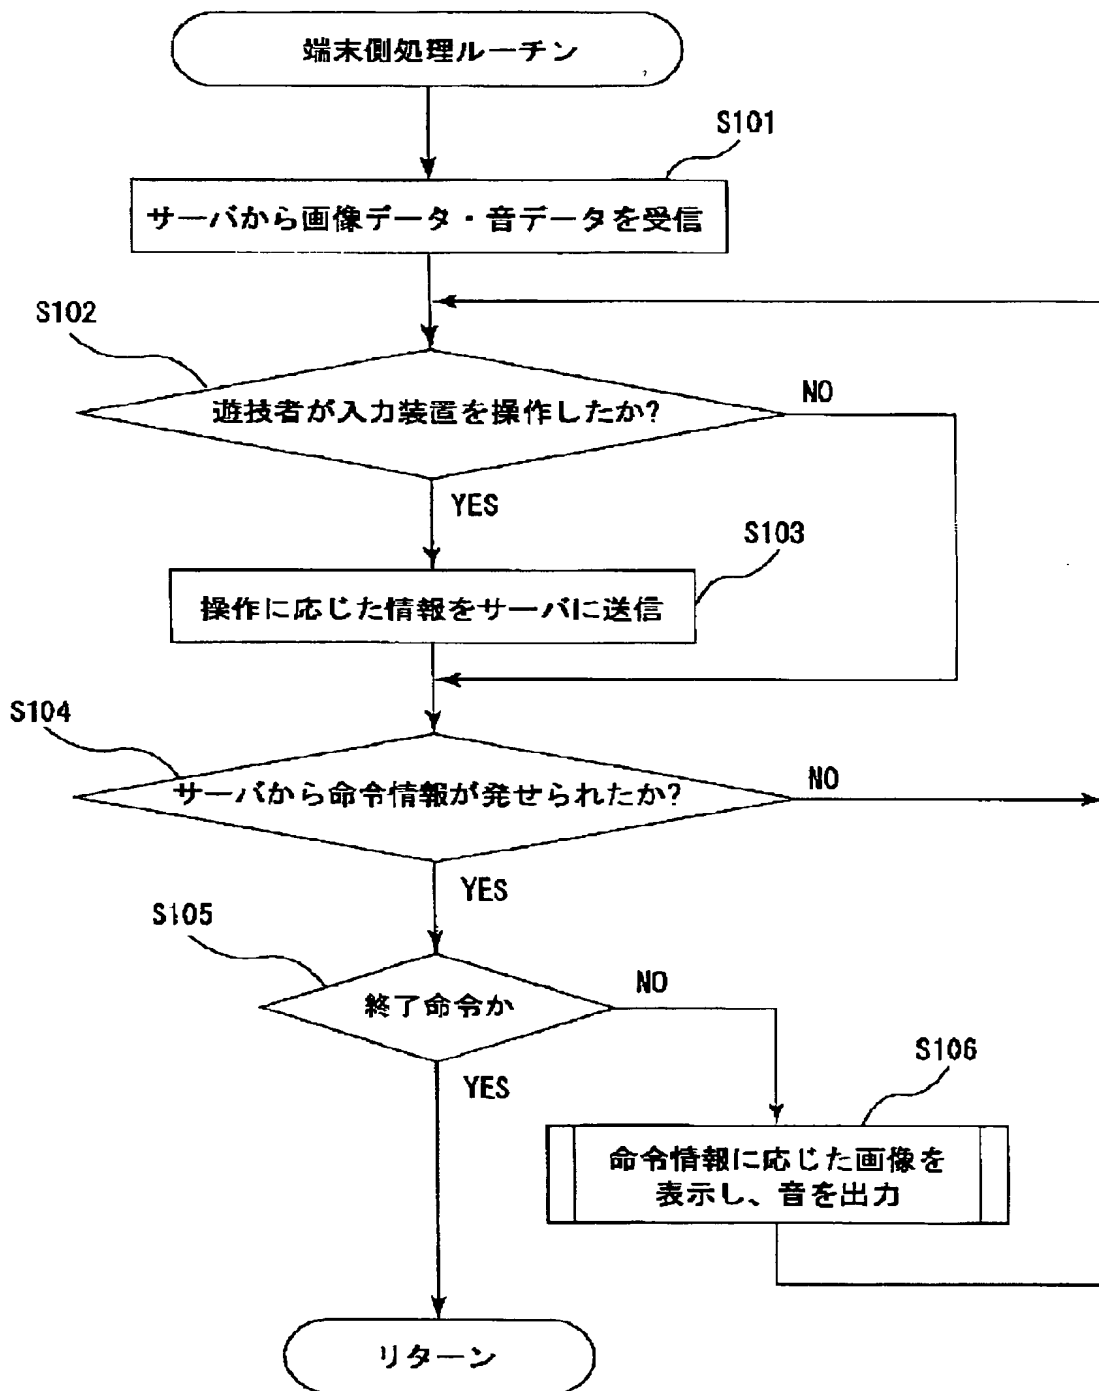 端末側処理ルーチン
S101
サーバから画像データ・音データを受信
S102
遊技者が入力装置を操作したか?
NO
YES
S103
操作に応じた情報をサーバに送信
S104
サーバから命令情報が発せられたか?
NO
YES
S105
終了命令か
NO
YES
S106
命令情報に応じた画像を
表示し、音を出力
リターン